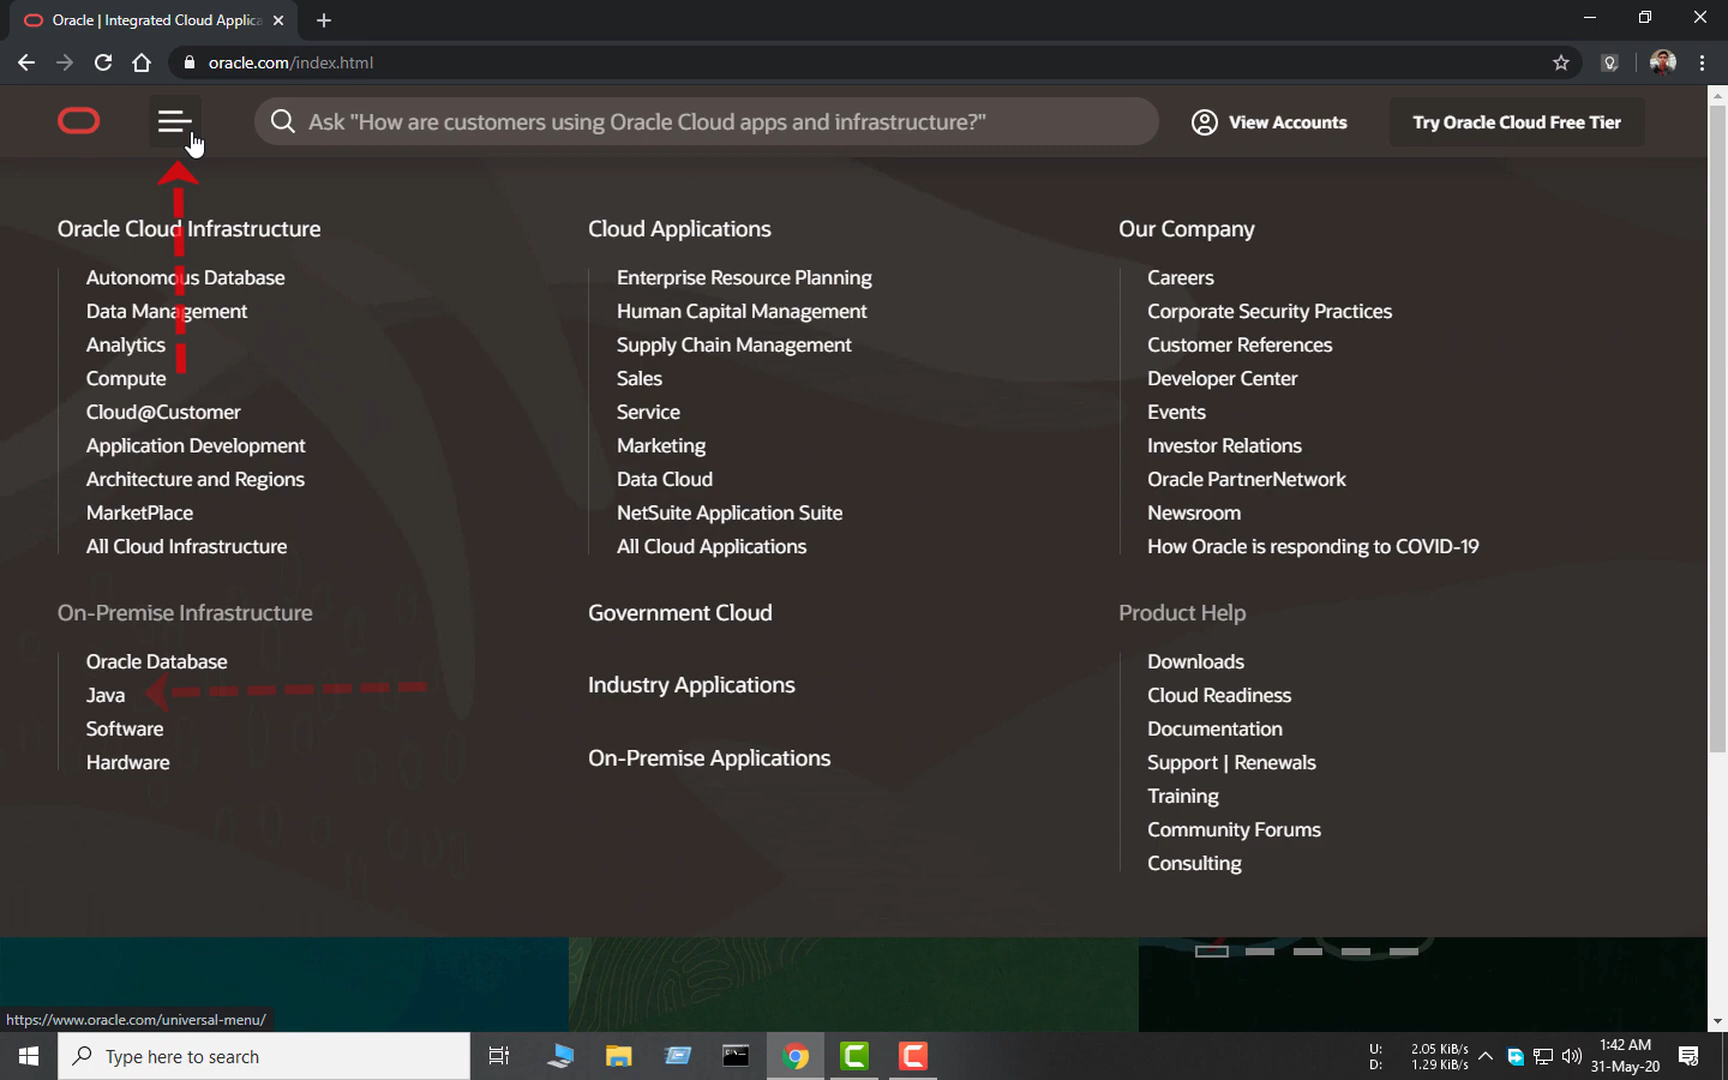 Oracle | Integrated Cloud Applica
oracle.com/index.html
Ask "How are customers using Oracle Cloud apps and infrastructure?"
View Accounts
Try Oracle Cloud Free Tier
Oracle Cloud Infrastructure
Autonomous Database
Data Management
Analytics
Compute
Cloud@Customer
Application Development
Architecture and Regions
MarketPlace
All Cloud Infrastructure
Cloud Applications
Enterprise Resource Planning
Human Capital Management
Supply Chain Management
Sales
Service
Marketing
Data Cloud
NetSuite Application Suite
All Cloud Applications
Our Company
Careers
Corporate Security Practices
Customer References
Developer Center
Events
Investor Relations
Oracle PartnerNetwork
Newsroom
How Oracle is responding to COVID-19
On-Premise Infrastructure
Oracle Database
Java
Software
Hardware
Government Cloud
Industry Applications
On-Premise Applications
Product Help
Downloads
Cloud Readiness
Documentation
Support | Renewals
Training
Community Forums
Consulting
https://www.oracle.com/universal-menu/
Type here to search
U: 2.05 KiB/s
D: 1.29 KiB/s
1:42 AM
31-May-20